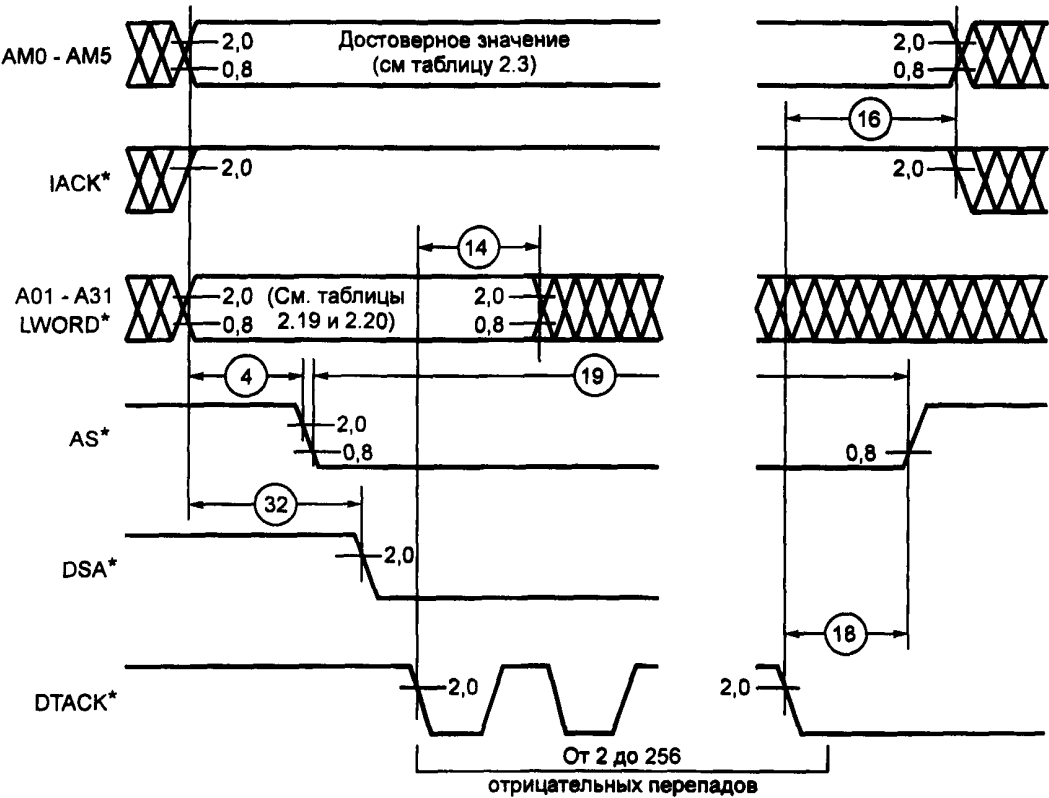 AM0 - AM5
2,0
0,8
Достоверное значение
(см таблицу 2.3)
2,0
0,8
16
IACK*
2,0
2,0
14
A01 - A31
LWORD*
2,0
0,8
(См. таблицы
2.19 и 2.20)
2,0
0,8
4
19
AS*
2,0
0,8
0,8
32
DSA*
2,0
18
DTACK*
2,0
2,0
От 2 до 256
отрицательных перепадов